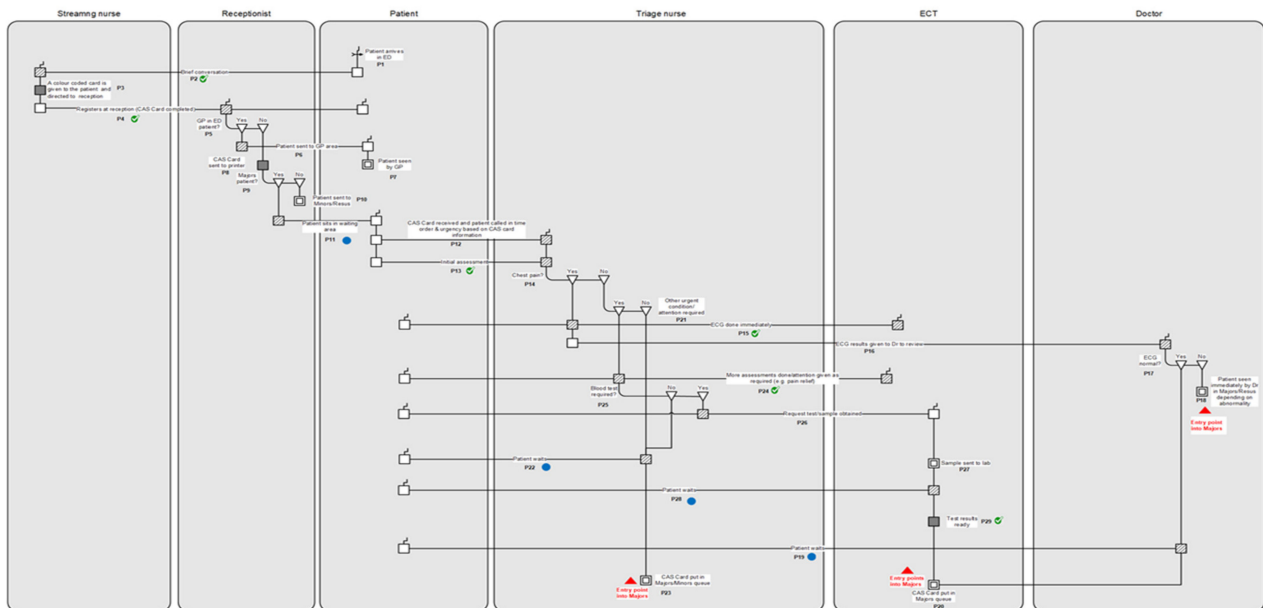 Streamng nurse
Receptionist
Patient
Triage nurse
ECT
Doctor
Patient arrives
in ED
P1
Brief conversation
P2
A colour coded card is
given to the patient and
directed to reception
P3
Registers at reception (CAS Card completed)
P4
GP in ED
patient?
P5
Yes
No
Patient sent to GP area
P6
Patient seen
by GP
P7
CAS Card
sent to printer
P8
Majors
patient?
P9
Yes
No
Patient sent to
Minors/Resus
P10
Patient sits in waiting
area
P11
CAS Card received and patient called in time
order & urgency based on CAS card
information
P12
Initial assessment
P13
Chest pain?
P14
Yes
No
Yes
No
Other urgent
condition/
attention required
P21
ECG done immediately
P15
ECG results given to Dr to review
P16
ECG
normal?
P17
Yes
No
Patient seen
immediately by Dr
in Majors/Resus
depending on
abnormality
P18
Entry point
Into Majors
More assessments done/attention given as
required (e.g. pain relief)
P24
Blood test
required?
P25
No
Yes
Request test/sample obtained
P26
Patient waits
P22
Sample sent to lab
P27
Patient waits
P28
Test results
ready
P29
Patient waits
P19
Entry point
Into Majors
CAS Card put in
Majors/Minors queue
P23
Entry points
Into Majors
CAS Card put in
Majors queue
P20